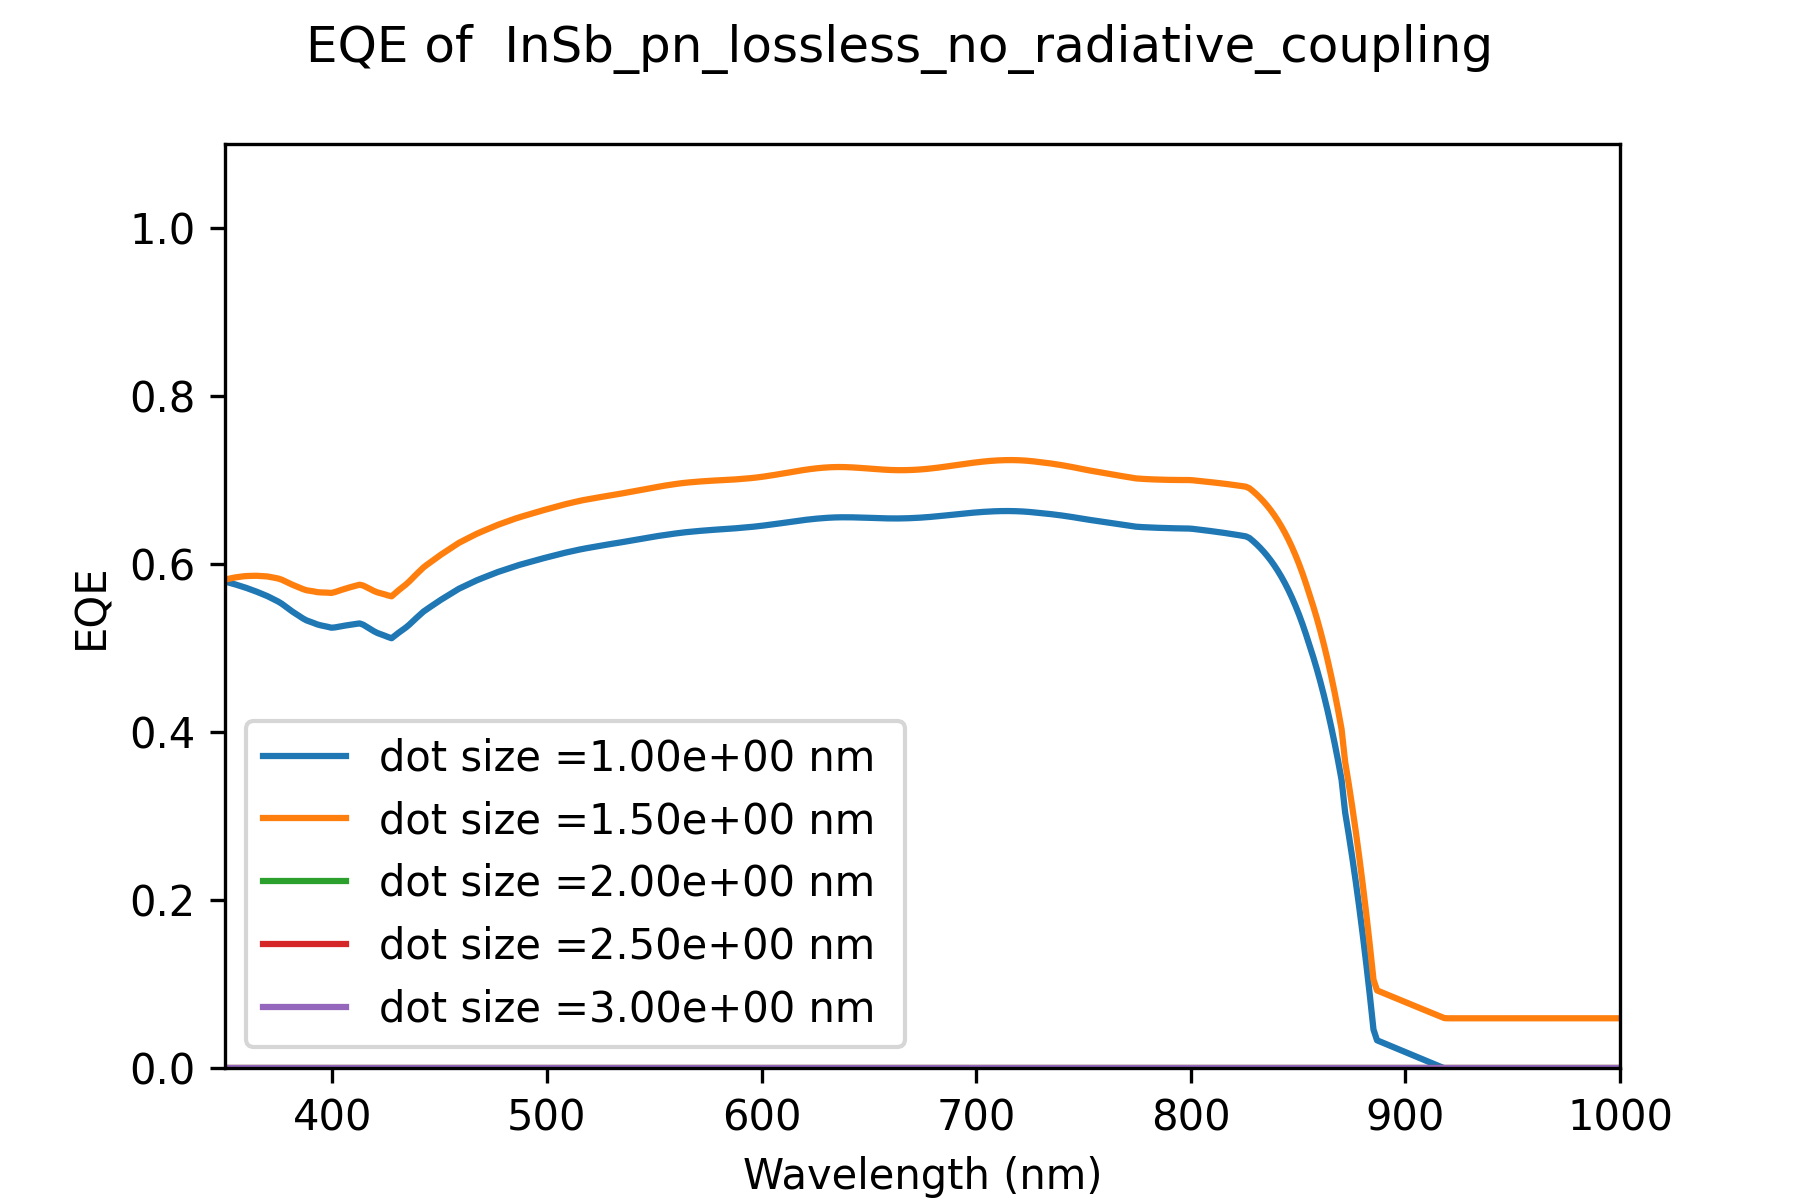 EQE of  InSb_pn_lossless_no_radiative_coupling
1.0
0.8
0.6
0.4
0.2
0.0
EQE
dot size =1.00e+00 nm
dot size =1.50e+00 nm
dot size =2.00e+00 nm
dot size =2.50e+00 nm
dot size =3.00e+00 nm
400 500 600 700 800 900 1000
Wavelength (nm)